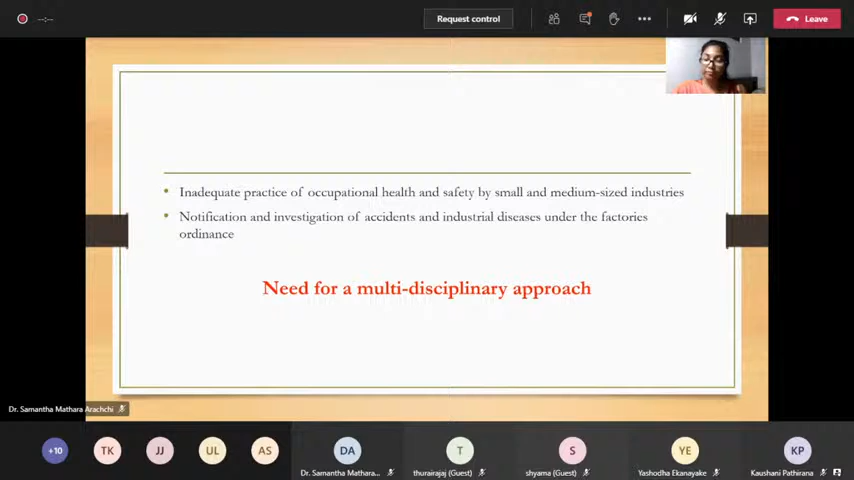 --:--
Request control
Leave
• Inadequate practice of occupational health and safety by small and medium-sized industries
• Notification and investigation of accidents and industrial diseases under the factories
ordinance
Need for a multi-disciplinary approach
Dr. Samantha Mathara Arachchi
+10
TK
JJ
UL
AS
DA
T
S
YE
KP
Dr. Samantha Mathara...
thurairajaj (Guest)
shyama (Guest)
Yashodha Ekanayake
Kaushani Pathirana